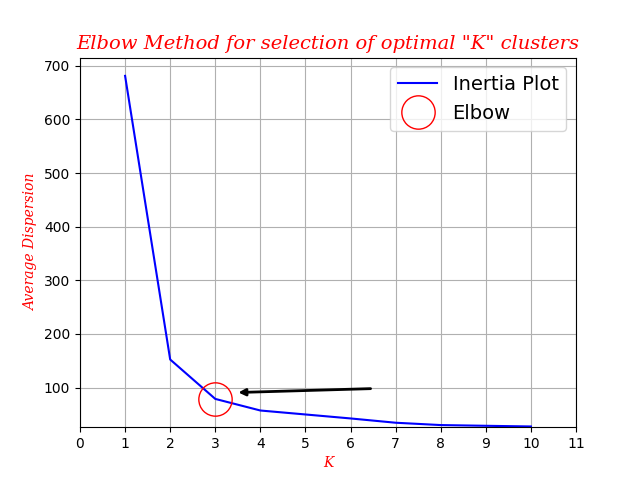 Elbow Method for selection of optimal "K" clusters
Inertia Plot
Elbow
Average Dispersion
700
600
500
400
300
200
100
0 1 2 3 4 5 6 7 8 9 10 11
K